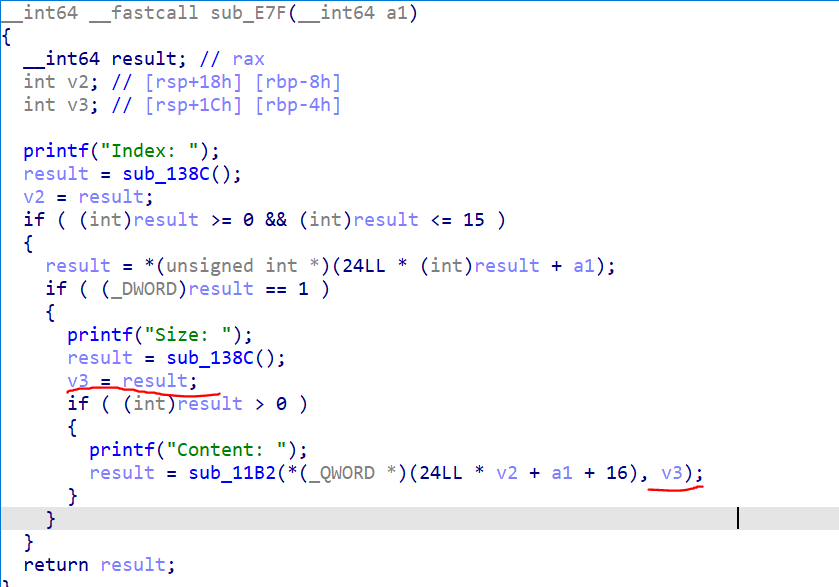 __int64 __fastcall sub_E7F(__int64 a1)
{
__int64 result; // rax
int v2; // [rsp+18h] [rbp-8h]
int v3; // [rsp+1Ch] [rbp-4h]
printf("Index: ");
result = sub_138C();
v2 = result;
if ( (int)result >= 0 && (int)result <= 15 )
{
result = *(unsigned int *)(24LL * (int)result + a1);
if ( (_DWORD)result == 1 )
{
printf("Size: ");
result = sub_138C();
v3 = result;
if ( (int)result > 0 )
{
printf("Content: ");
result = sub_11B2(*(_QWORD *)(24LL * v2 + a1 + 16), v3);
}
}
}
return result;
}